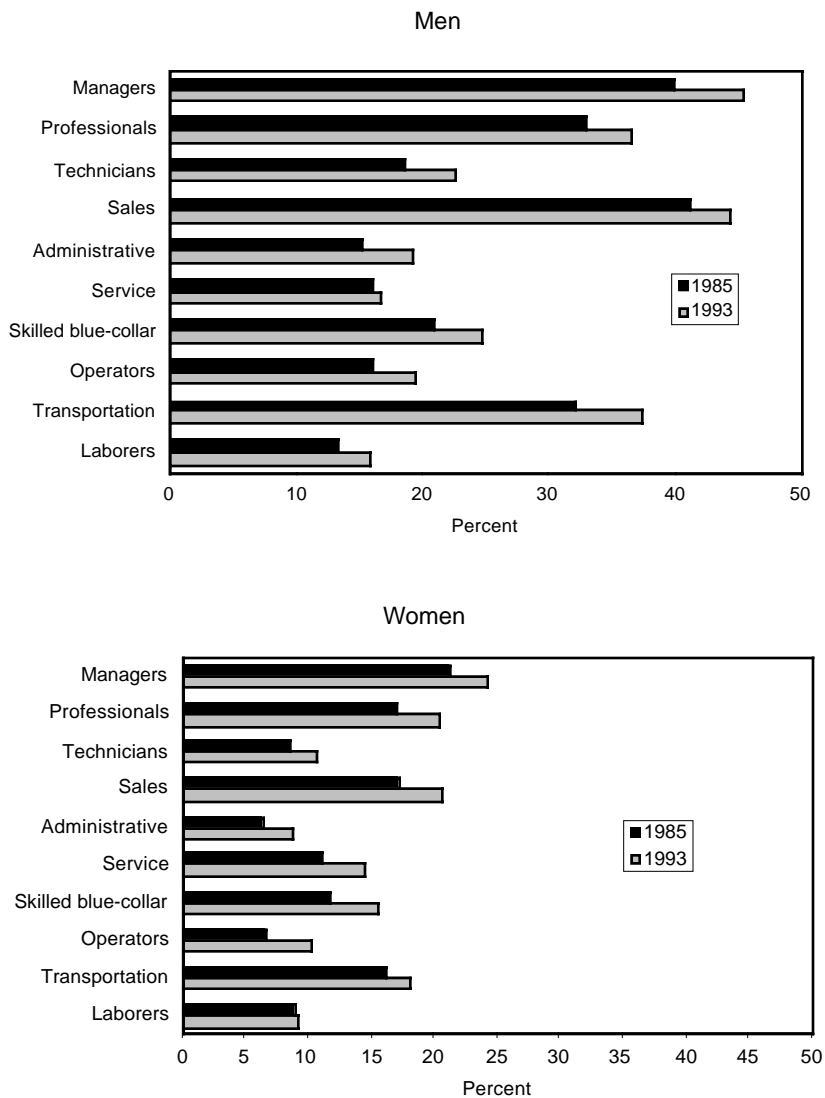 Men
Managers
Professionals
Technicians
Sales
Administrative
Service
Skilled blue-collar
Operators
Transportation
Laborers
1985
1993
0 10 20 30 40 50
Percent
Women
Managers
Professionals
Technicians
Sales
Administrative
Service
Skilled blue-collar
Operators
Transportation
Laborers
1985
1993
0 5 10 15 20 25 30 35 40 45 50
Percent